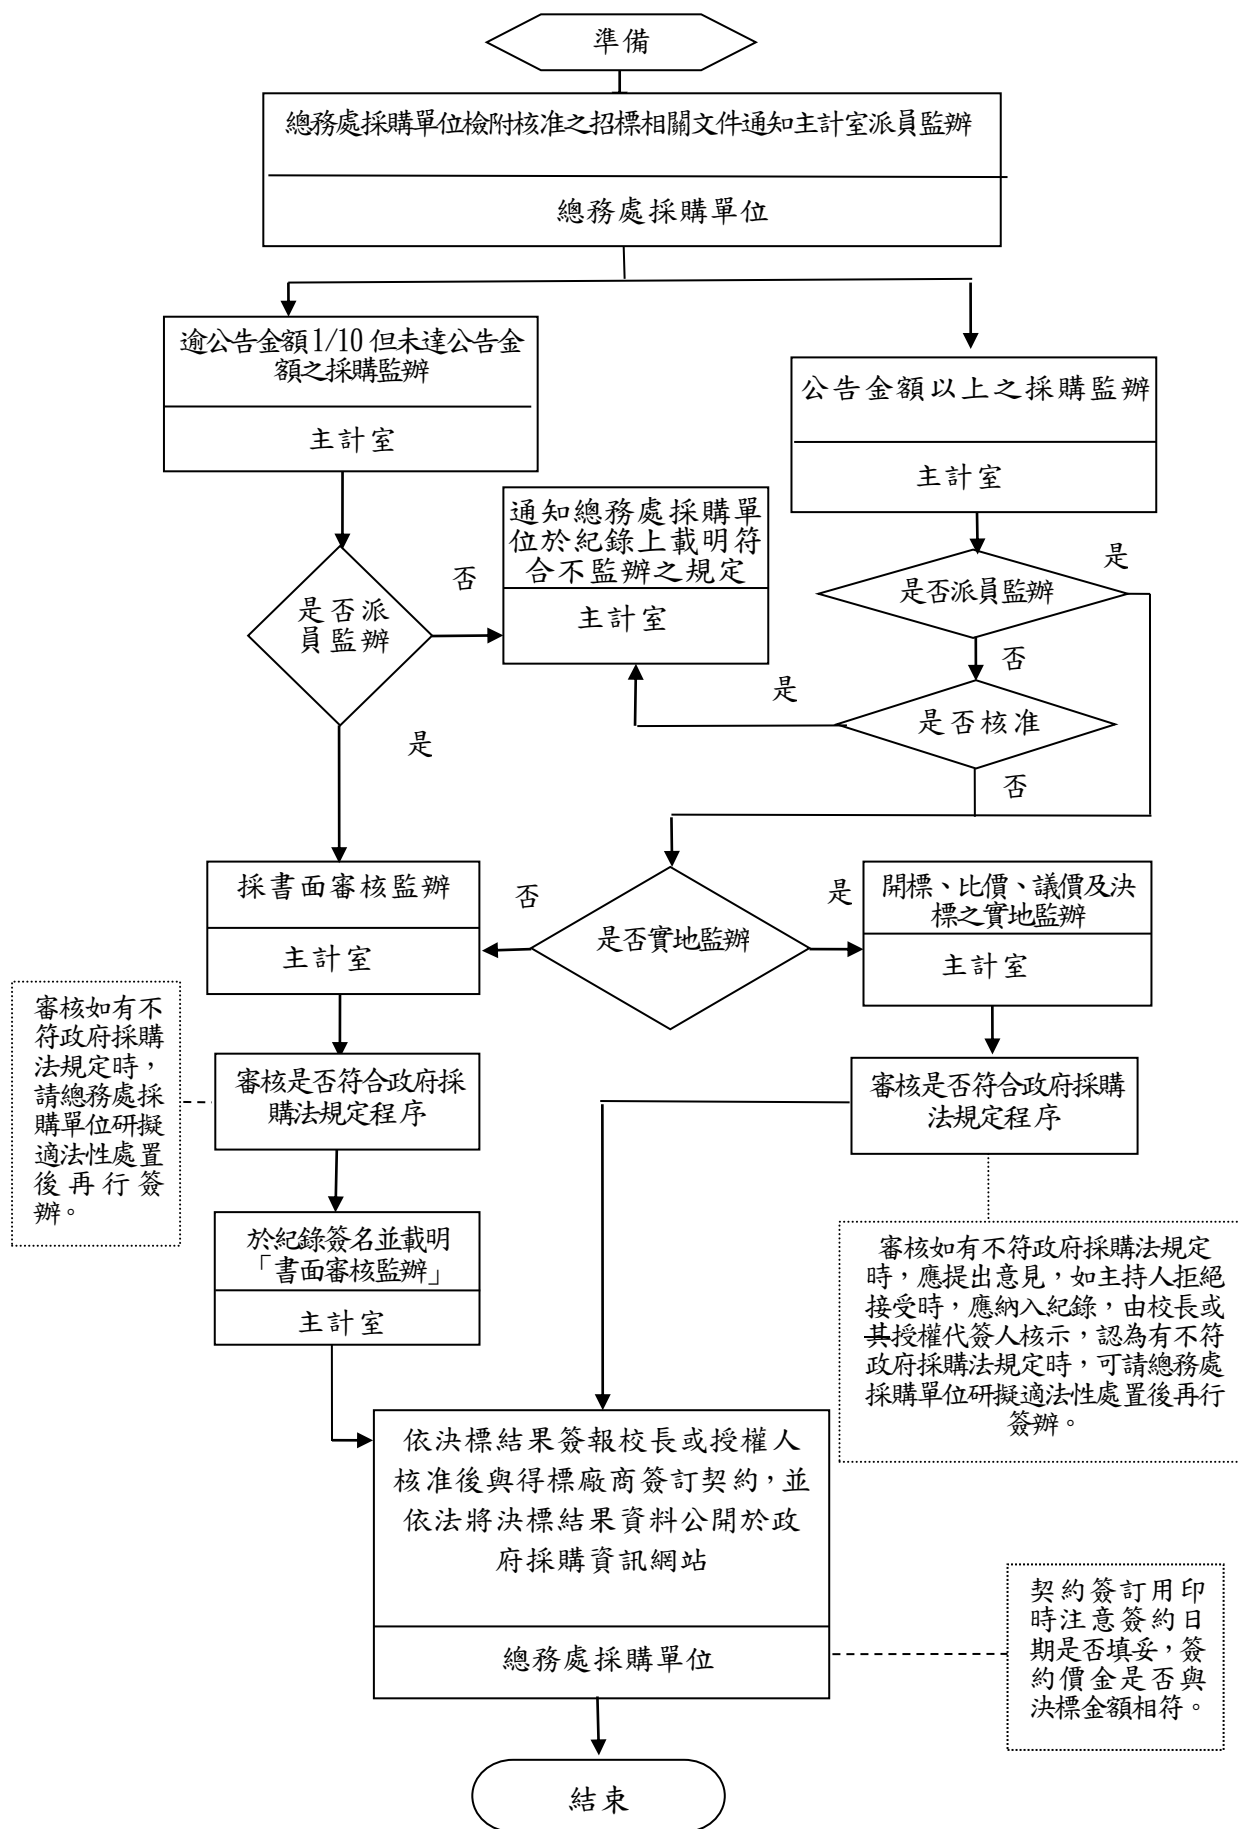 準備
總務處採購單位檢附核准之招標相關文件通知主計室派員監辦
總務處採購單位
逾公告金額1/10 但未達公告金
額之採購監辦
主計室
公告金額以上之採購監辦
主計室
通知總務處採購單
位於紀錄上載明符
合不監辦之規定
主計室
是否派
員監辦
否
是
是否派員監辦
是
否
是否核准
是
否
採書面審核監辦
主計室
否
是否實地監辦
是
開標、比價、議價及決
標之實地監辦
主計室
審核如有不
符政府採購
法規定時，
請總務處採
購單位研擬
適法性處置
後再行簽
辦。
審核是否符合政府採
購法規定程序
審核是否符合政府採購
法規定程序
於紀錄簽名並載明
「書面審核監辦」
主計室
審核如有不符政府採購法規定
時，應提出意見，如主持人拒絕
接受時，應納入紀錄，由校長或
其授權代簽人核示，認為有不符
政府採購法規定時，可請總務處
採購單位研擬適法性處置後再行
簽辦。
依決標結果簽報校長或授權人
核准後與得標廠商簽訂契約，並
依法將決標結果資料公開於政
府採購資訊網站
總務處採購單位
契約簽訂用印
時注意簽約日
期是否填妥，簽
約價金是否與
決標金額相符。
結束